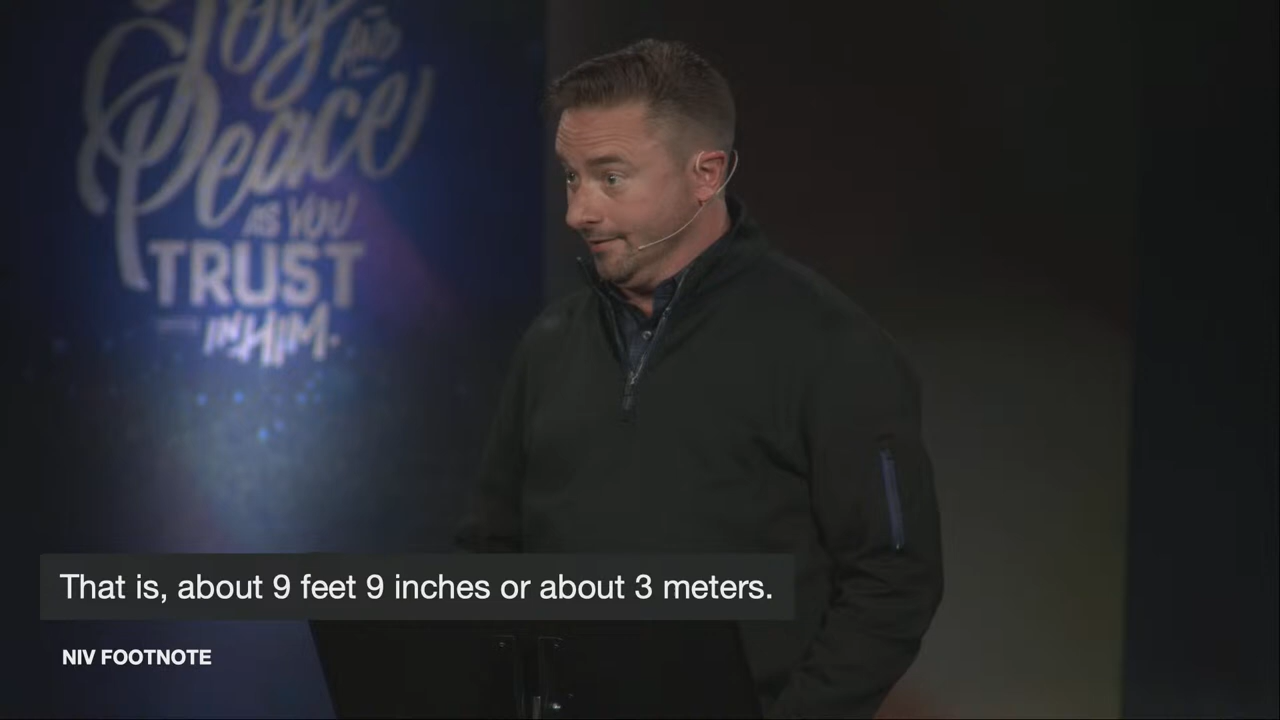 Joy
AND
Peace
AS YOU
TRUST
IN HIM.
That is, about 9 feet 9 inches or about 3 meters.
NIV FOOTNOTE